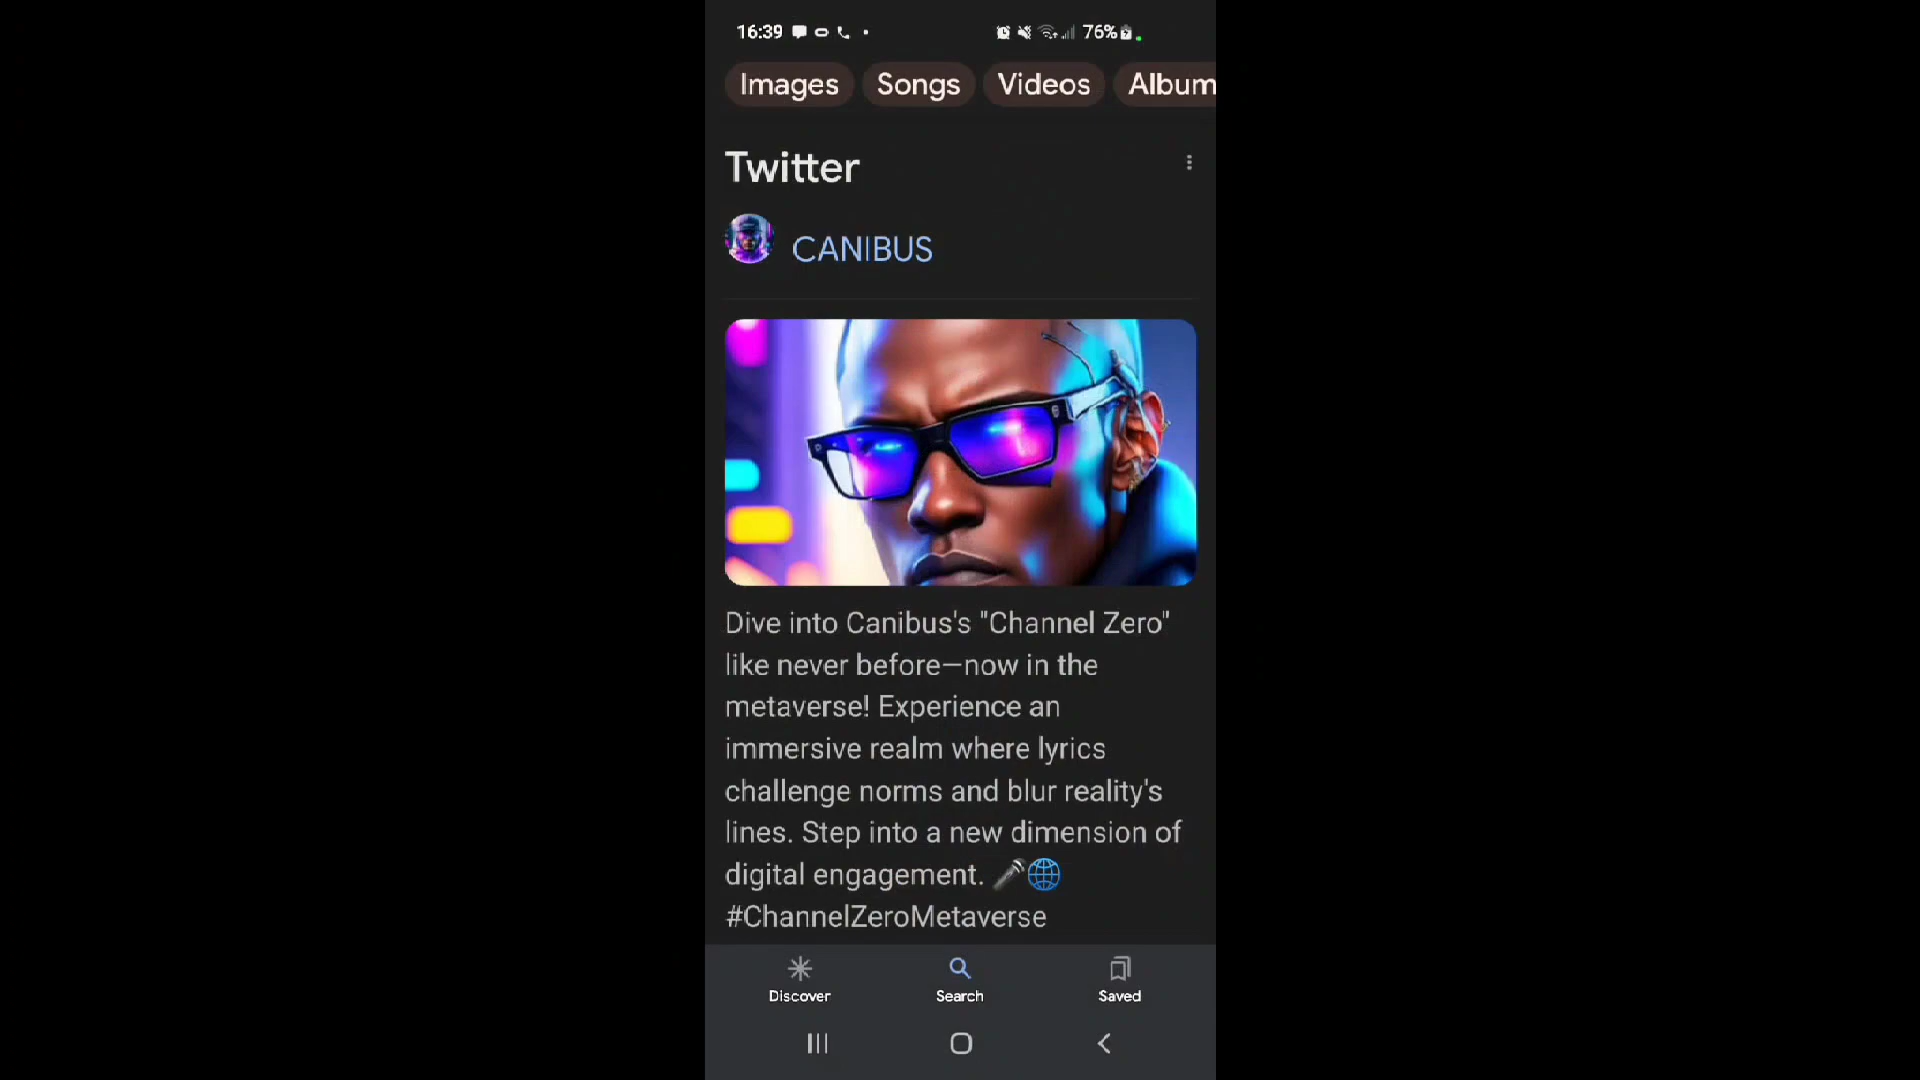 16:39 76%
Images Songs Videos Album
Twitter
CANIBUS
Dive into Canibus's "Channel Zero"
like never before—now in the
metaverse! Experience an
immersive realm where lyrics
challenge norms and blur reality's
lines. Step into a new dimension of
digital engagement. 🎤🌐
#ChannelZeroMetaverse
Discover Search Saved